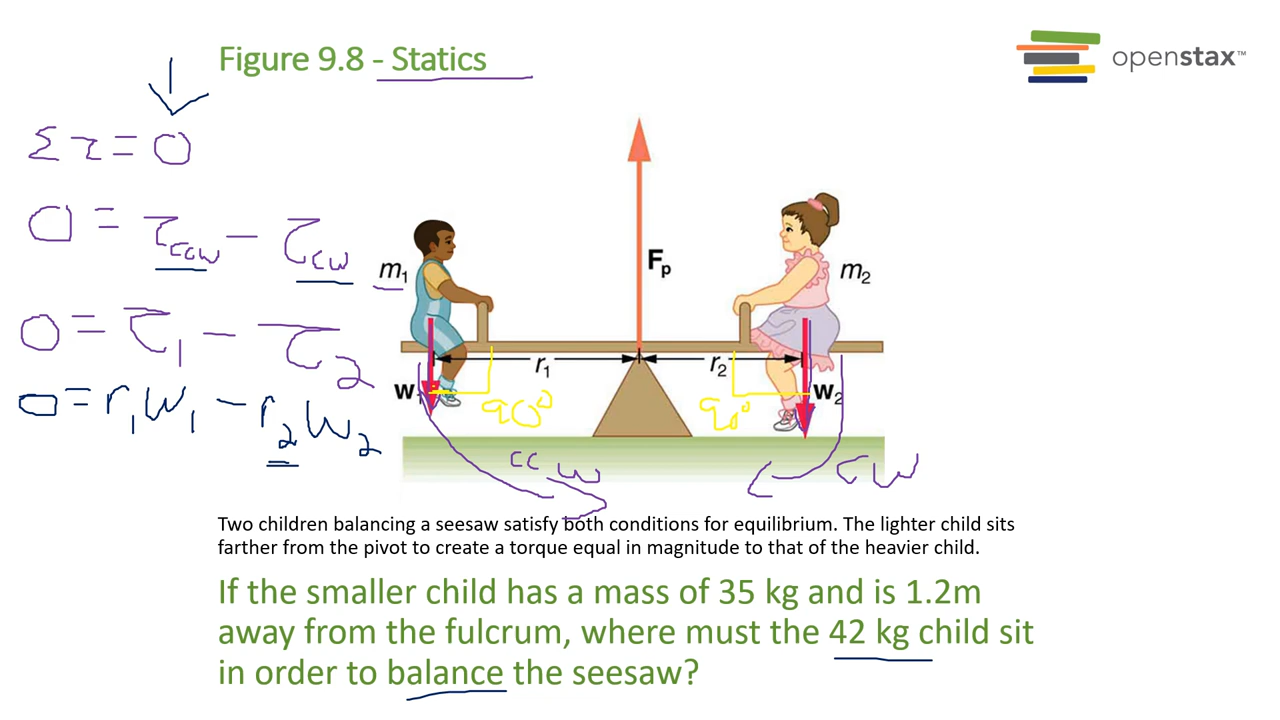 Figure 9.8 - Statics
openstax™
Στ = 0
0 = τccw - τcw
0 = τ1 - τ2
0 = r1w1 - r2w2
m1
Fp
m2
r1
r2
w1
w2
90°
90°
ccw
cw
Two children balancing a seesaw satisfy both conditions for equilibrium. The lighter child sits
farther from the pivot to create a torque equal in magnitude to that of the heavier child.
If the smaller child has a mass of 35 kg and is 1.2m
away from the fulcrum, where must the 42 kg child sit
in order to balance the seesaw?